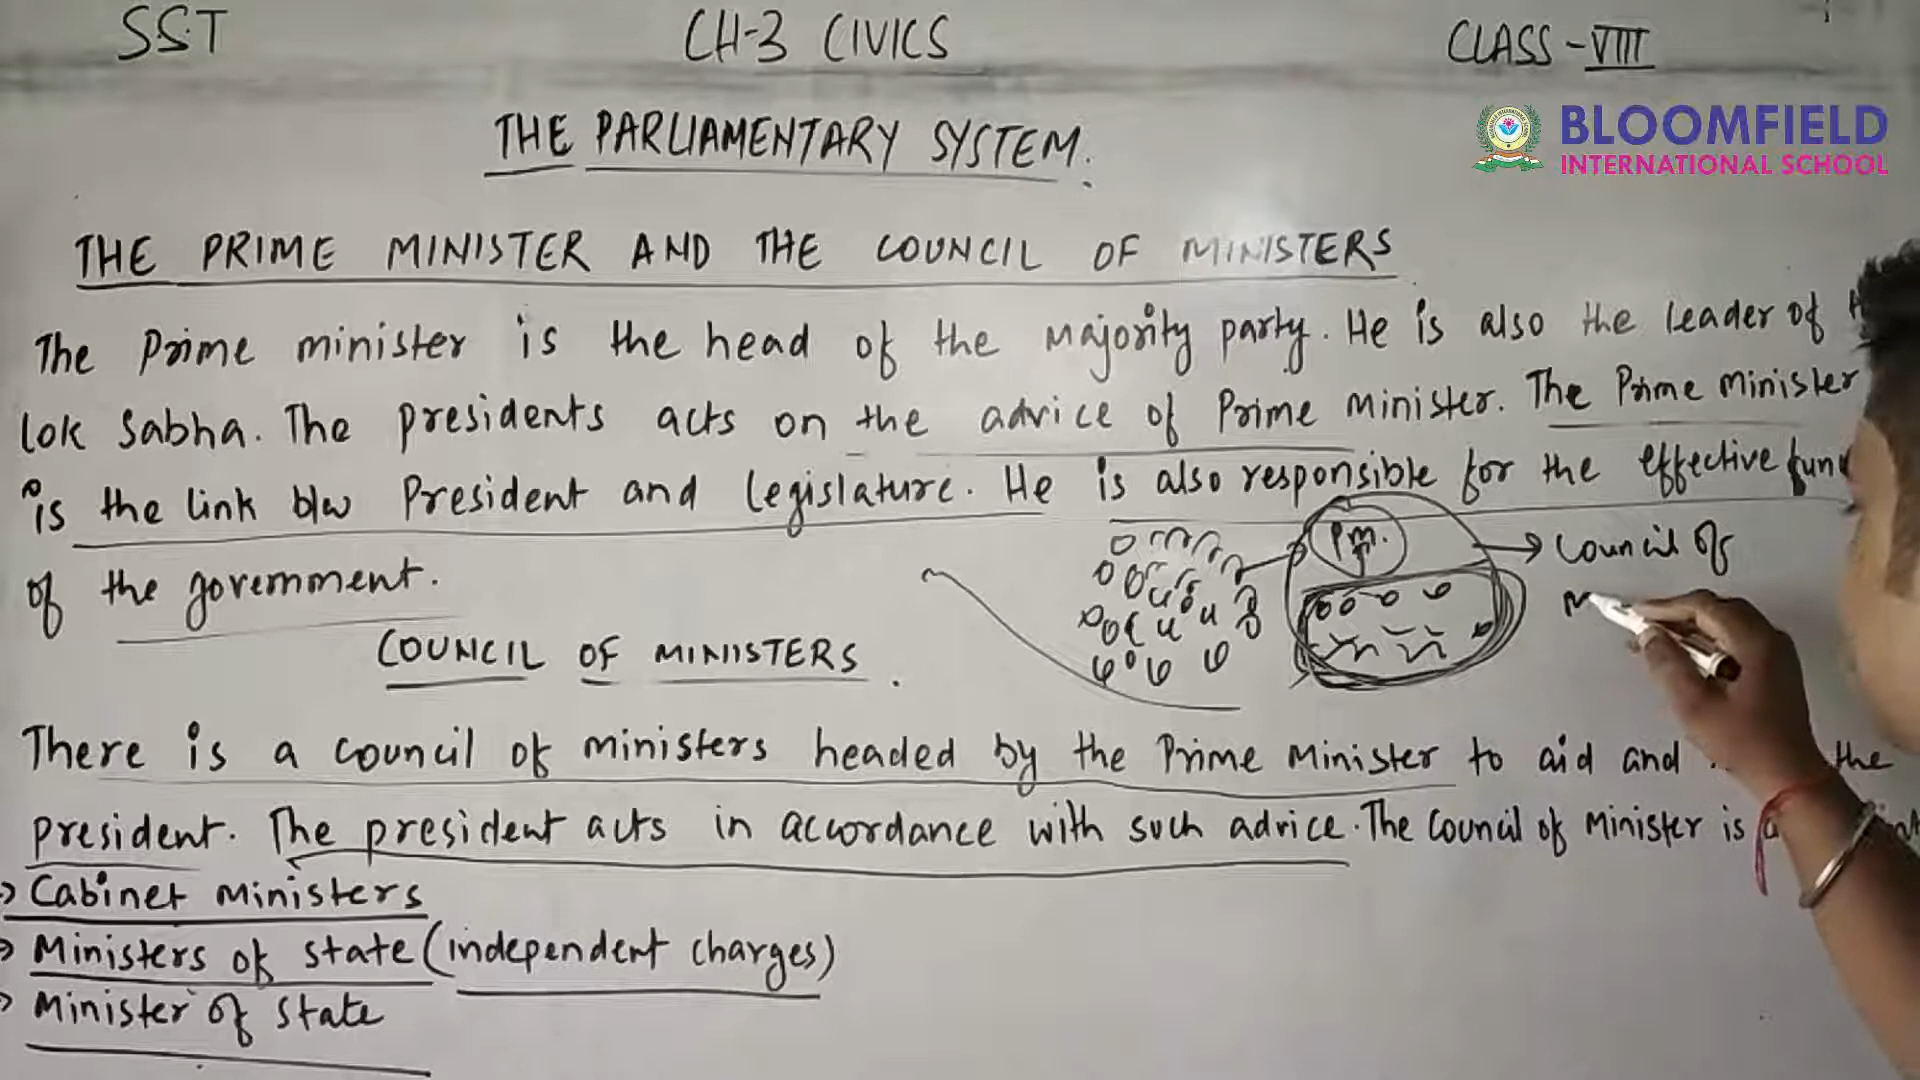 SST CH-3 CIVICS CLASS-VIII
BLOOMFIELD
INTERNATIONAL SCHOOL
THE PARLIAMENTARY SYSTEM.
THE PRIME MINISTER AND THE COUNCIL OF MINISTERS
The Prime minister is the head of the majority party. He is also the leader of
lok sabha. The presidents acts on the advice of Prime minister. The Prime minister
is the link b/w President and legislature. He is also responsible for the effective
of the government.
P.m.
Council of
COUNCIL OF MINISTERS.
There is a council of ministers headed by the Prime Minister to aid and the
president. The president acts in accordance with such advice. The Council of Minister is
→ Cabinet ministers
→ Ministers of state (independent charges)
→ Minister of state